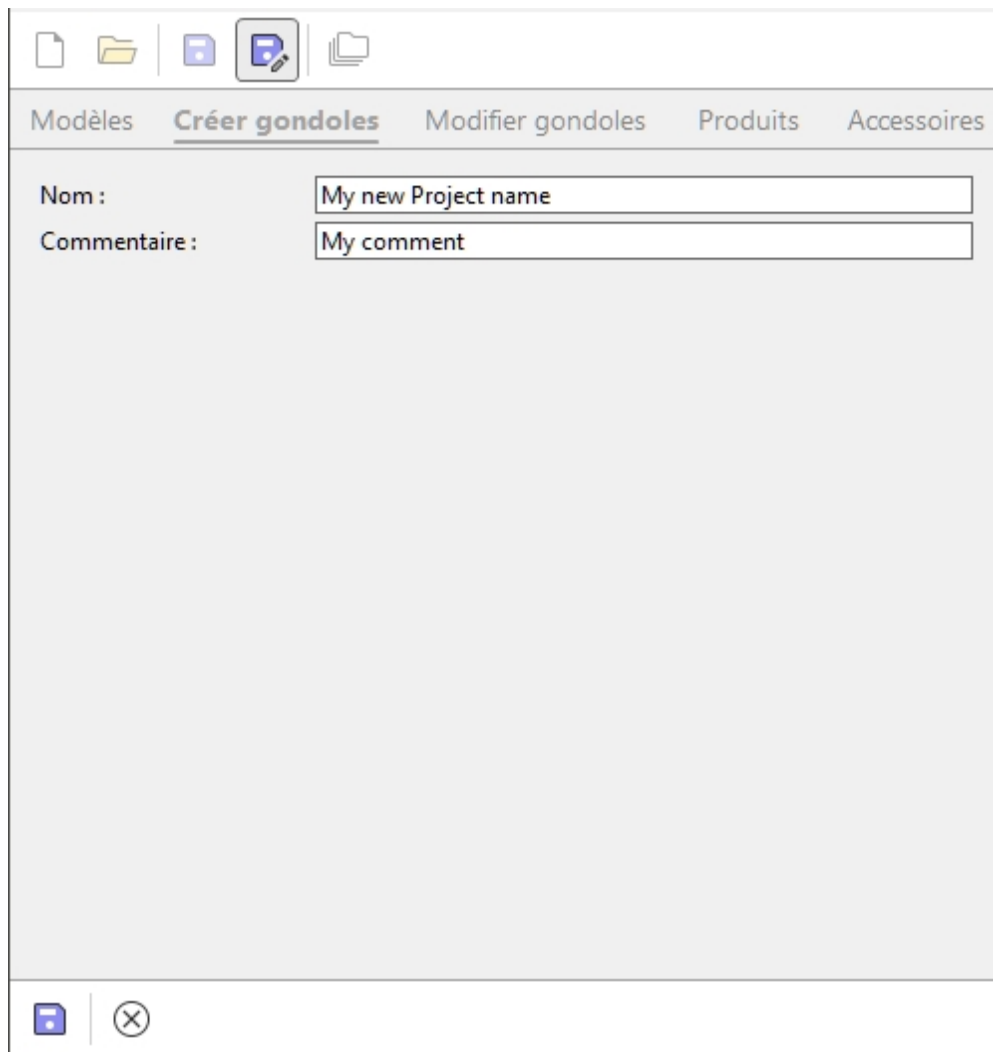 Modèles Créer gondoles Modifier gondoles Produits Accessoires
Nom : My new Project name
Commentaire : My comment